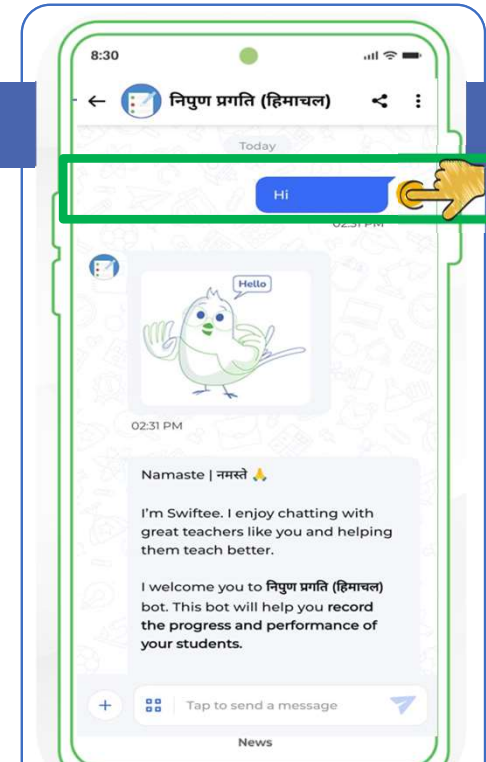 8:30
निपुण प्रगति (हिमाचल)
Today
Hi
02:31 PM
Hello
02:31 PM
Namaste | नमस्ते 🙏
I'm Swiftee. I enjoy chatting with
great teachers like you and helping
them teach better.
I welcome you to निपुण प्रगति (हिमाचल)
bot. This bot will help you record
the progress and performance of
your students.
Tap to send a message
News